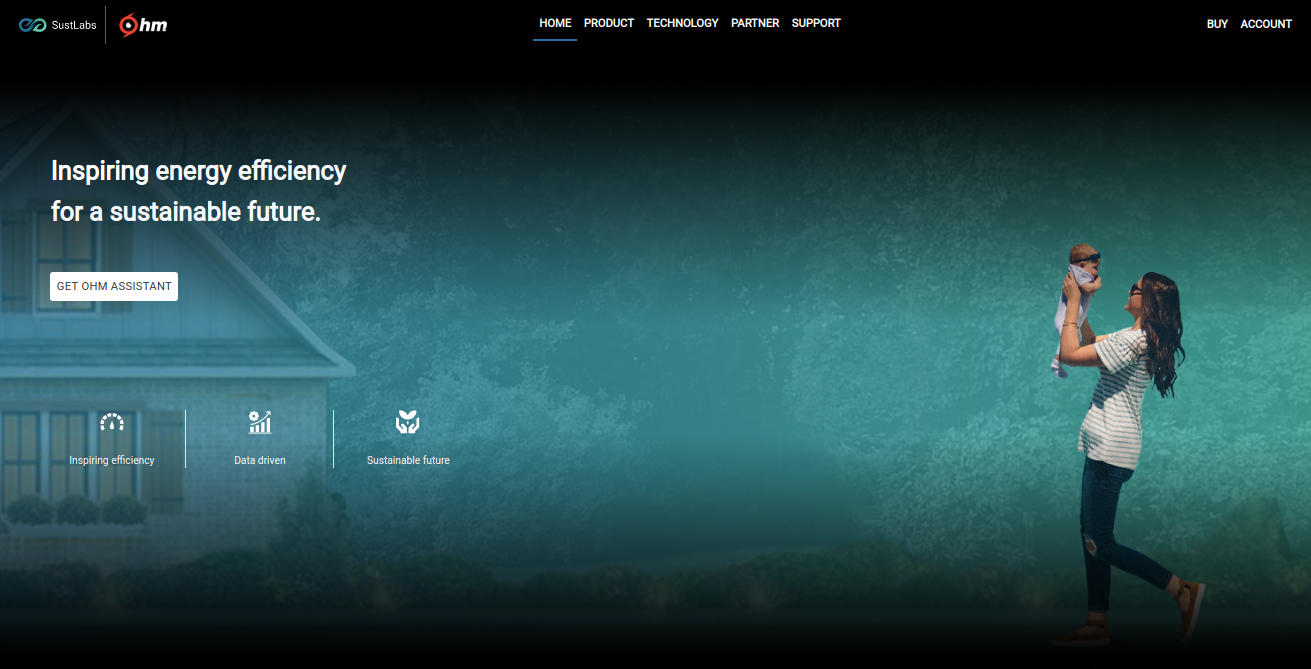 SustLabs
Ohm
HOME PRODUCT TECHNOLOGY PARTNER SUPPORT
BUY ACCOUNT
Inspiring energy efficiency
for a sustainable future.
GET OHM ASSISTANT
Inspiring efficiency
Data driven
Sustainable future